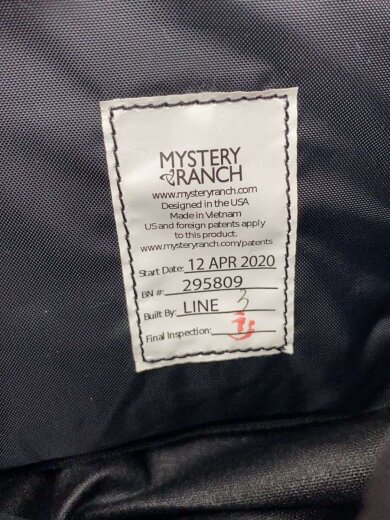 MYSTERY
RANCH
www.mysteryranch.com
Designed in the USA
Made in Vietnam
US and foreign patents apply
to this product.
www.mysteryranch.com/patents
Start Date: 12 APR 2020
BN #: 295809
Built By: LINE 3
Final Inspection: